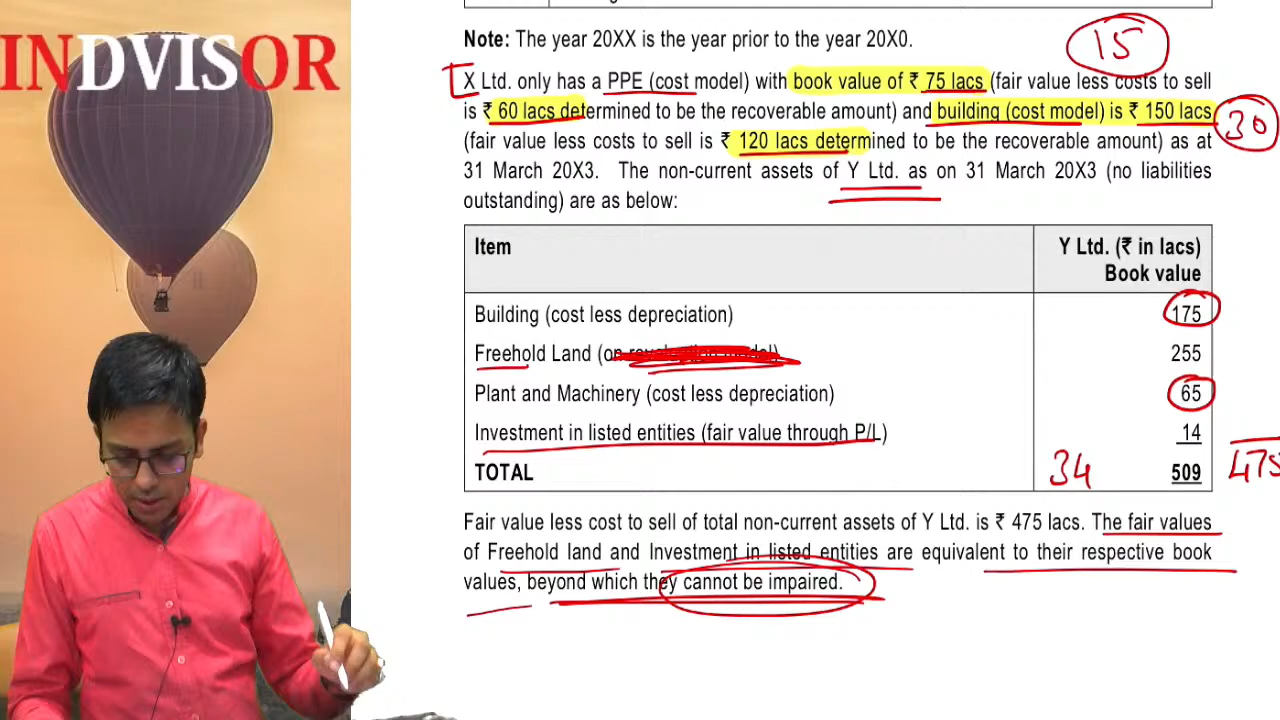 INDVISOR
Note: The year 20XX is the year prior to the year 20X0.
15
X Ltd. only has a PPE (cost model) with book value of ₹ 75 lacs (fair value less costs to sell
is ₹ 60 lacs determined to be the recoverable amount) and building (cost model) is ₹ 150 lacs
30
(fair value less costs to sell is ₹ 120 lacs determined to be the recoverable amount) as at
31 March 20X3. The non-current assets of Y Ltd. as on 31 March 20X3 (no liabilities
outstanding) are as below:
Item Y Ltd. (₹ in lacs)
Book value
Building (cost less depreciation) 175
Freehold Land (on 255
Plant and Machinery (cost less depreciation) 65
Investment in listed entities (fair value through P/L) 14
TOTAL 34 509 475
Fair value less cost to sell of total non-current assets of Y Ltd. is ₹ 475 lacs. The fair values
of Freehold land and Investment in listed entities are equivalent to their respective book
values, beyond which they cannot be impaired.